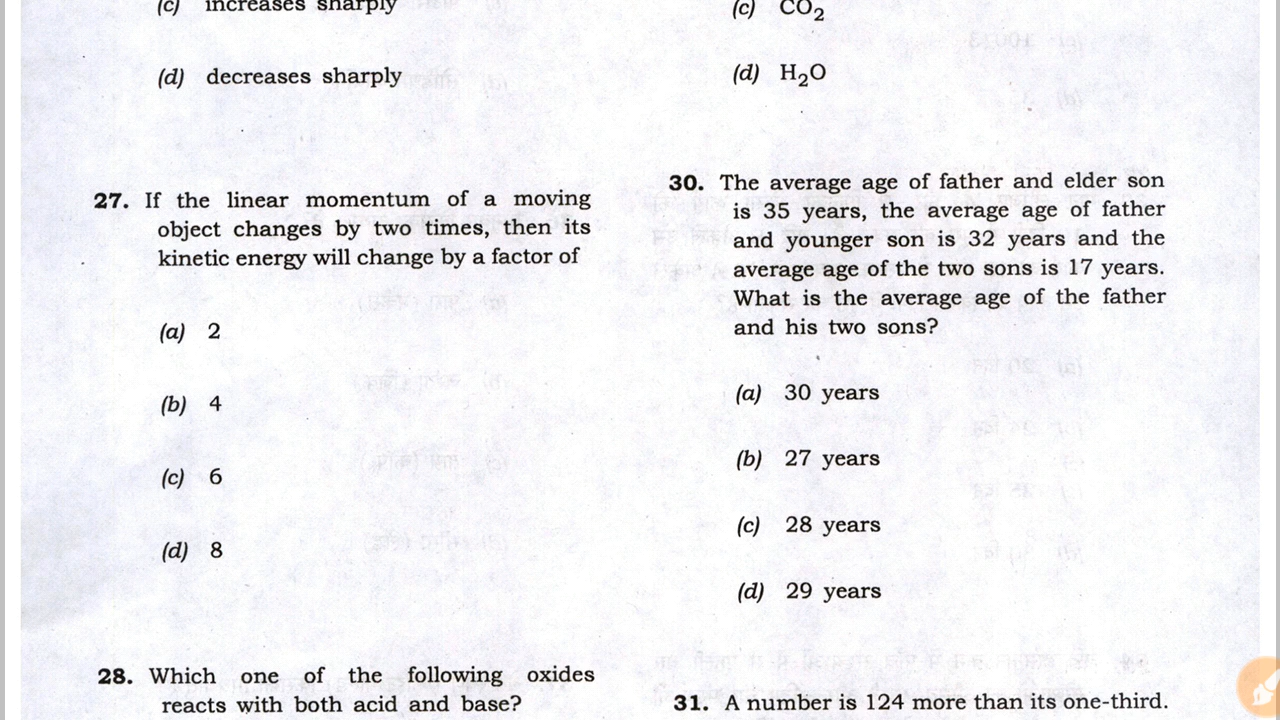 (c) increases sharply
(d) decreases sharply
27. If the linear momentum of a moving
object changes by two times, then its
kinetic energy will change by a factor of
(a) 2
(b) 4
(c) 6
(d) 8
28. Which one of the following oxides
reacts with both acid and base?
(c) CO₂
(d) H₂O
30. The average age of father and elder son
is 35 years, the average age of father
and younger son is 32 years and the
average age of the two sons is 17 years.
What is the average age of the father
and his two sons?
(a) 30 years
(b) 27 years
(c) 28 years
(d) 29 years
31. A number is 124 more than its one-third.